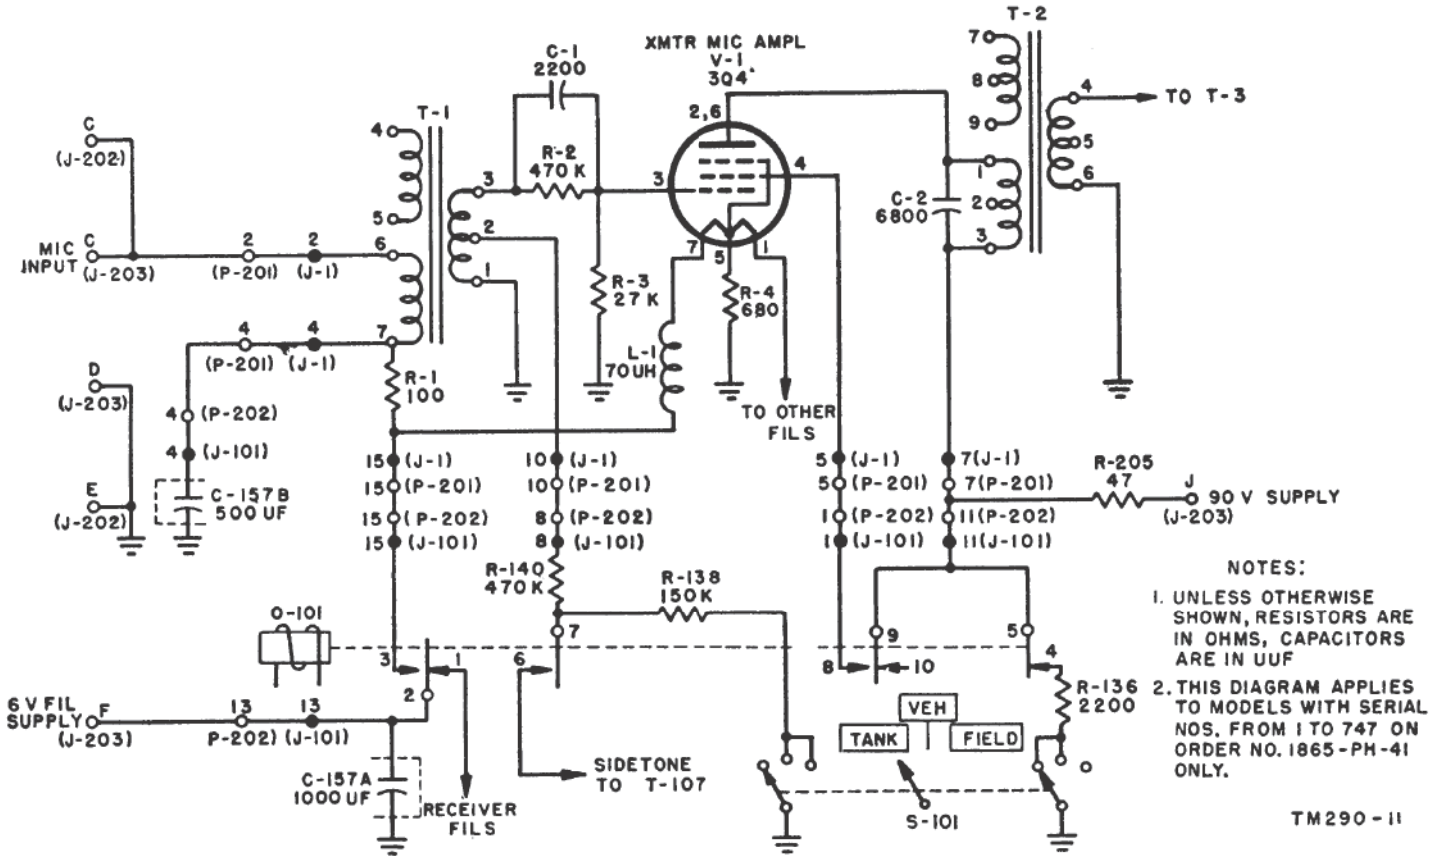 T-2
XMTR MIC AMPL
V-1
3Q4
C-1
2200
7
8
9
4
TO T-3
5
6
T-1
2,6
C
(J-202)
4
5
R-2
470 K
3
3
4
1
2
3
C-2
6800
MIC
INPUT
C
(J-203)
2
(P-201)
2
(J-1)
6
2
1
7
5
1
R-3
27 K
R-4
680
4
(P-201)
4
(J-1)
7
L-1
70UH
R-1
100
D
(J-203)
4 (P-202)
4 (J-101)
TO OTHER
FILS
E
(J-202)
C-157B
500 UF
15 (J-1)
15 (P-201)
15 (P-202)
15 (J-101)
10 (J-1)
10 (P-201)
8 (P-202)
8 (J-101)
5 (J-1)
5 (P-201)
1 (P-202)
1 (J-101)
7(J-1)
7(P-201)
11(P-202)
11(J-101)
R-205
47
J
(J-203)
90 V SUPPLY
R-140
470K
R-138
150K
O-101
3
1
2
7
6
9
8
10
5
4
R-136
2200
NOTES:
1. UNLESS OTHERWISE
SHOWN, RESISTORS ARE
IN OHMS, CAPACITORS
ARE IN UUF
2. THIS DIAGRAM APPLIES
TO MODELS WITH SERIAL
NOS. FROM 1 TO 747 ON
ORDER NO. 1865-PH-41
ONLY.
6 V FIL
SUPPLY
F
(J-203)
13
P-202)
13
(J-101)
VEH
TANK
FIELD
C-157A
1000 UF
RECEIVER
FILS
SIDETONE
TO T-107
S-101
TM290-11